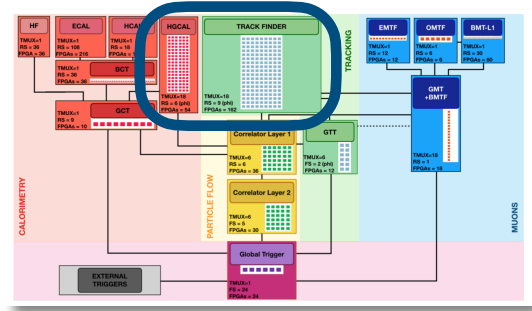 HF
TMUX=1
RS = 36
FPGA = 36
ECAL
TMUX=1
RS = 108
FPGAs = 216
HCAL
TMUX=1
RS = 18
BCT
TMUX=1
RS = 36
FPGAs = 36
GCT
TMUX=1
RS = 9
FPGAs = 10
HGCAL
TMUX=18
RS = 6 (phi)
FPGAs = 54
TRACK FINDER
TMUX=18
RS = 9 (phi)
FPGAs = 162
TRACKING
EMTF
TMUX=1
RS = 12
FPGAs = 12
OMTF
TMUX=1
RS = 6
FPGAs = 6
BMT-L1
TMUX=1
FPGAs = 60
GMT
+BMTF
TMUX=18
RS = 1
FPGAs = 18
Correlator Layer 1
TMUX=6
RS = 6
FPGAs = 36
GTT
TMUX=6
FS = 2 (phi)
FPGAs = 12
Correlator Layer 2
TMUX=6
FS = 5
FPGAs = 30
CALORIMETRY
PARTICLE FLOW
MUONS
Global Trigger
TMUX=1
FS = 24
FPGAs = 24
EXTERNAL
TRIGGERS